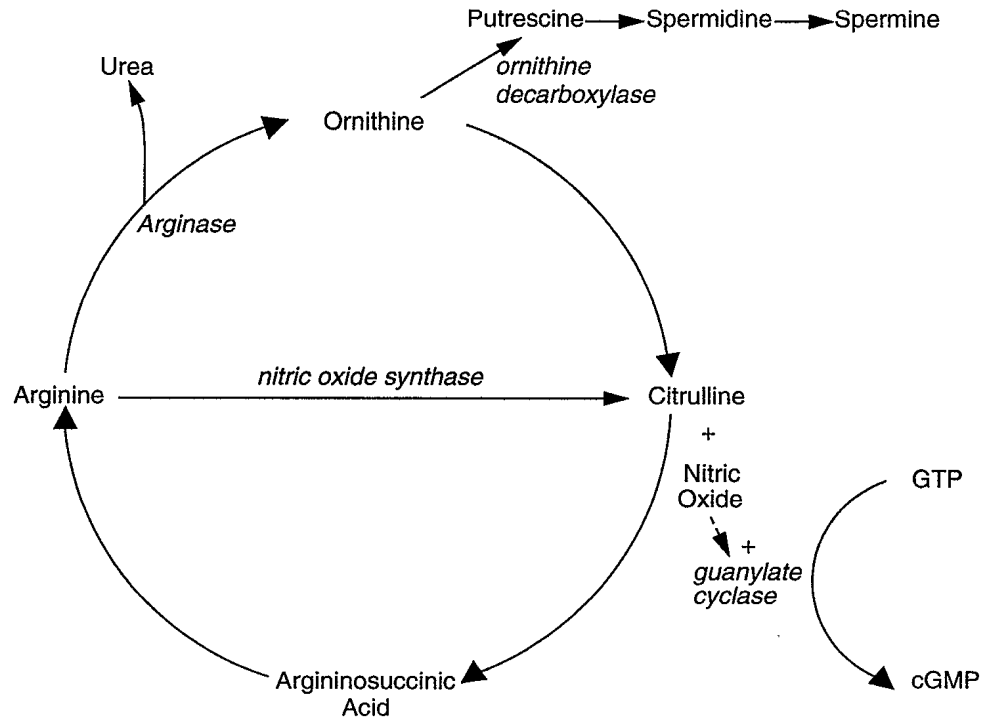 Putrescine
Spermidine
Spermine
ornithine
decarboxylase
Urea
Ornithine
Arginase
nitric oxide synthase
Arginine
Citrulline
+
Nitric
Oxide
GTP
+
guanylate
cyclase
Argininosuccinic
Acid
cGMP